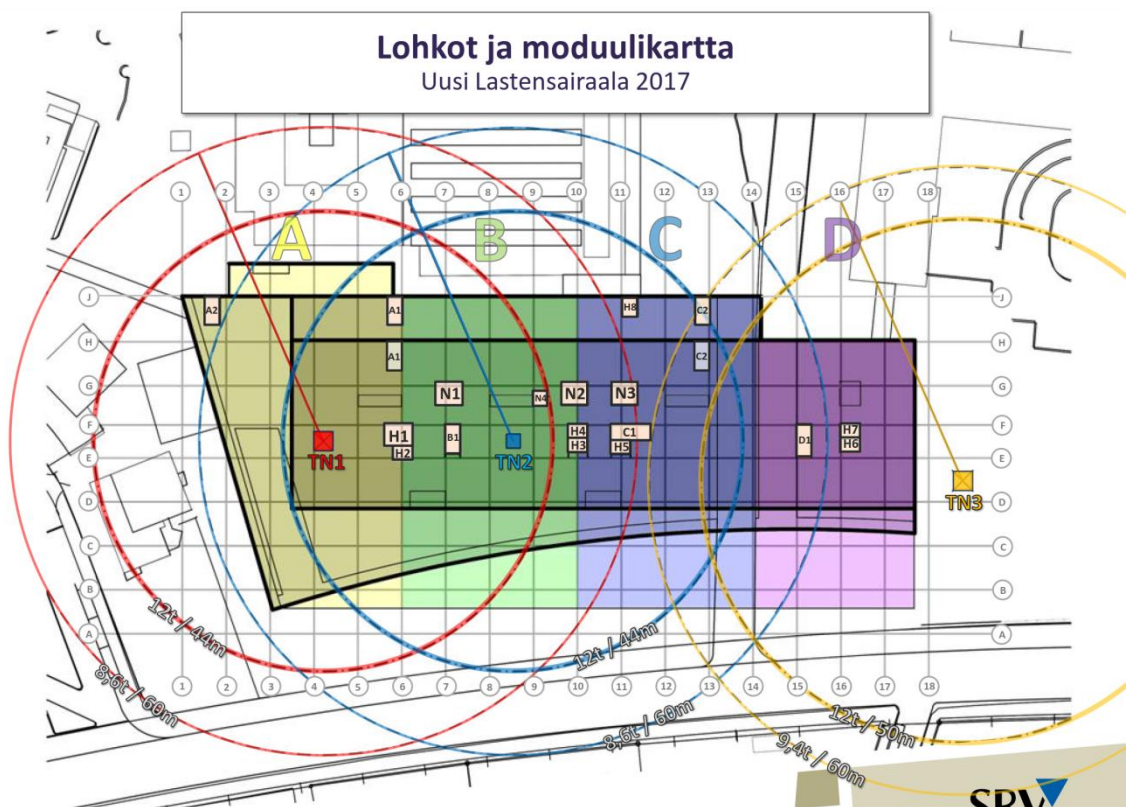 Lohkot ja moduulikartta
Uusi Lastensairaala 2017
1 2 3 4 5 6 7 8 9 10 11 12 13 14 15 16 17 18
A B C D
J J
A2 A1 H8 C2
H H
A1 C2
G G
N1 N4 N2 N3
F F
H1 B1 H4 C1 D1 H7
H2 H3 H5 H6
E E
TN1 TN2 TN3
D D
C C
B B
A A
12t / 44m 12t / 44m
8,6t / 60m 8,6t / 60m 12t / 50m
9,4t / 60m
1 2 3 4 5 6 7 8 9 10 11 12 13 14 15 16 17 18
SRV